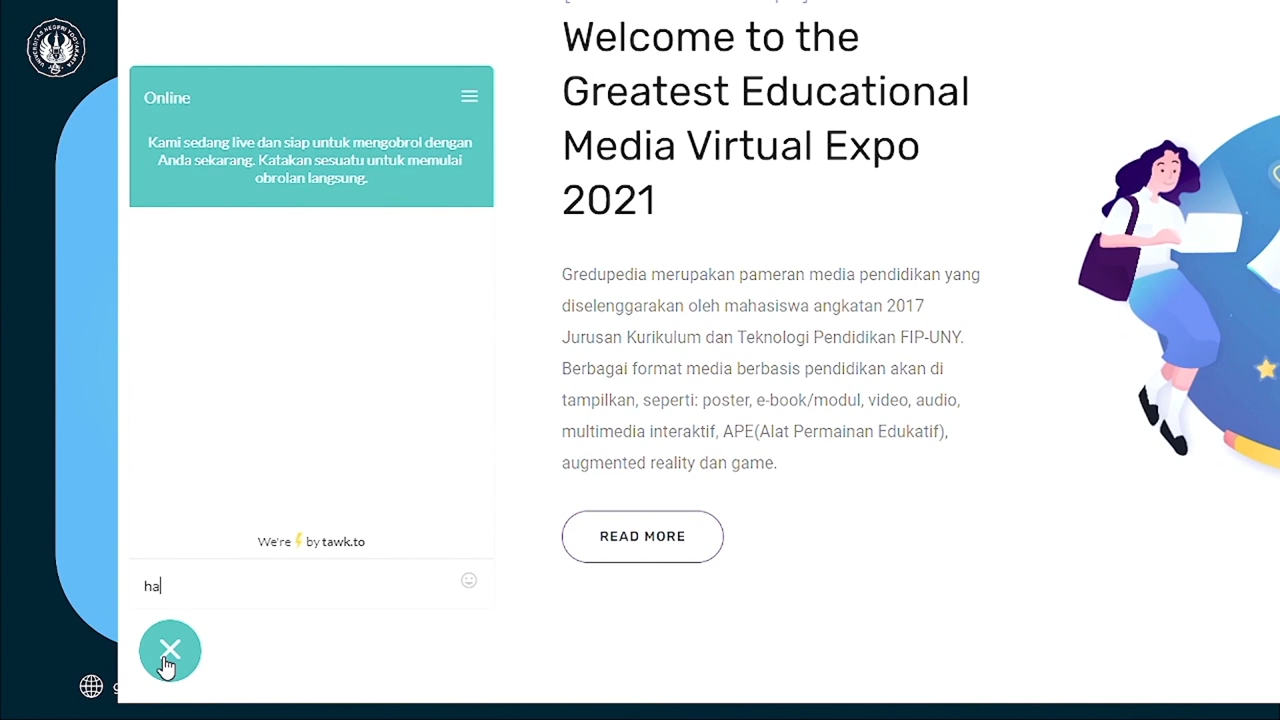 UNIVERSITAS NEGERI YOGYAKARTA
Online
Kami sedang live dan siap untuk mengobrol dengan
Anda sekarang. Katakan sesuatu untuk memulai
obrolan langsung.
We're by tawk.to
ha
Welcome to the
Greatest Educational
Media Virtual Expo
2021
Gredupedia merupakan pameran media pendidikan yang
diselenggarakan oleh mahasiswa angkatan 2017
Jurusan Kurikulum dan Teknologi Pendidikan FIP-UNY.
Berbagai format media berbasis pendidikan akan di
tampilkan, seperti: poster, e-book/modul, video, audio,
multimedia interaktif, APE(Alat Permainan Edukatif),
augmented reality dan game.
READ MORE